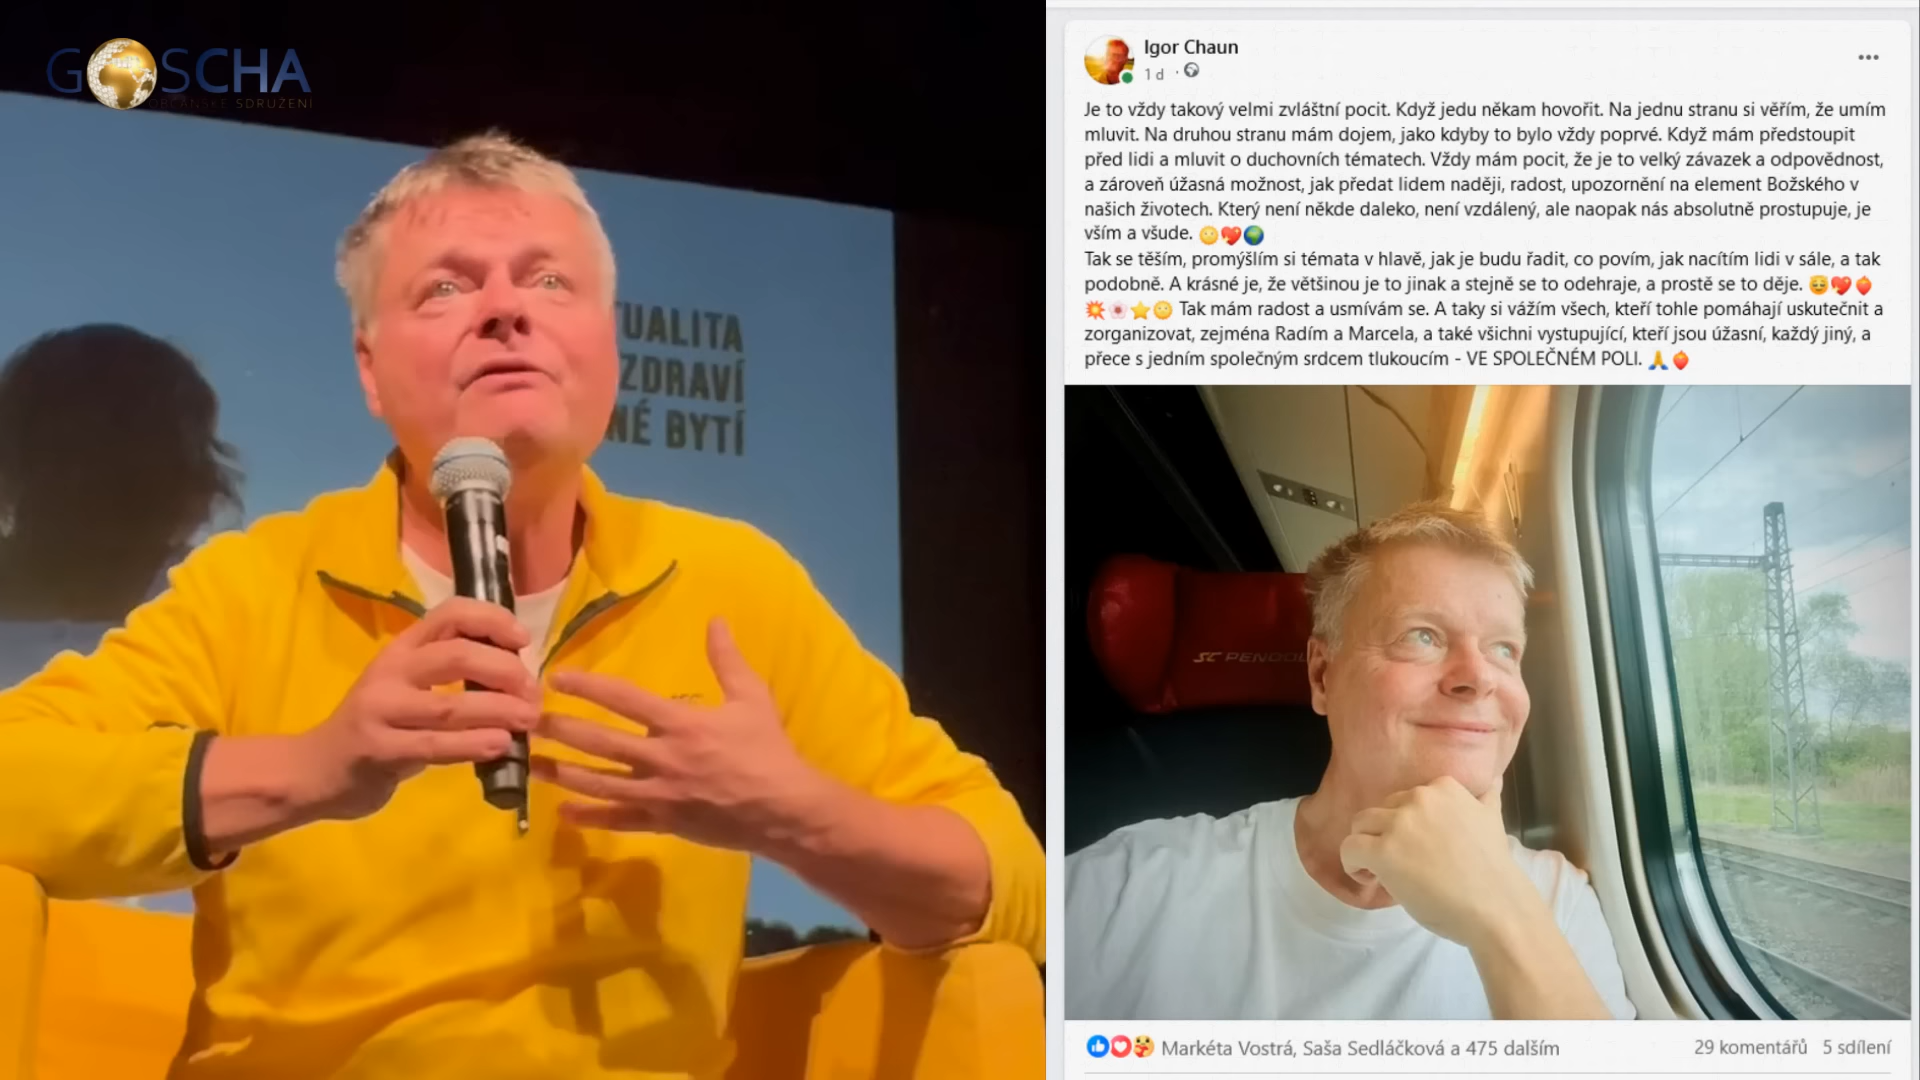 GOSCHA
OBČANSKÉ SDRUŽENÍ
TUALITA
ZDRAVÍ
NÉ BYTÍ
Igor Chaun
1 d
Je to vždy takový velmi zvláštní pocit. Když jedu někam hovořit. Na jednu stranu si věřím, že umím
mluvit. Na druhou stranu mám dojem, jako kdyby to bylo vždy poprvé. Když mám předstoupit
před lidi a mluvit o duchovních tématech. Vždy mám pocit, že je to velký závazek a odpovědnost,
a zároveň úžasná možnost, jak předat lidem naději, radost, upozornění na element Božského v
našich životech. Který není někde daleko, není vzdálený, ale naopak nás absolutně prostupuje, je
vším a všude.
Tak se těším, promýšlím si témata v hlavě, jak je budu řadit, co povím, jak nacítím lidi v sále, a tak
podobně. A krásné je, že většinou je to jinak a stejně se to odehraje, a prostě se to děje.
Tak mám radost a usmívám se. A taky si vážím všech, kteří tohle pomáhají uskutečnit a
zorganizovat, zejména Radím a Marcela, a také všichni vystupující, kteří jsou úžasní, každý jiný, a
přece s jedním společným srdcem tlukoucím - VE SPOLEČNÉM POLI.
SC PENDOL
Markéta Vostrá, Saša Sedláčková a 475 dalším
29 komentářů 5 sdílení